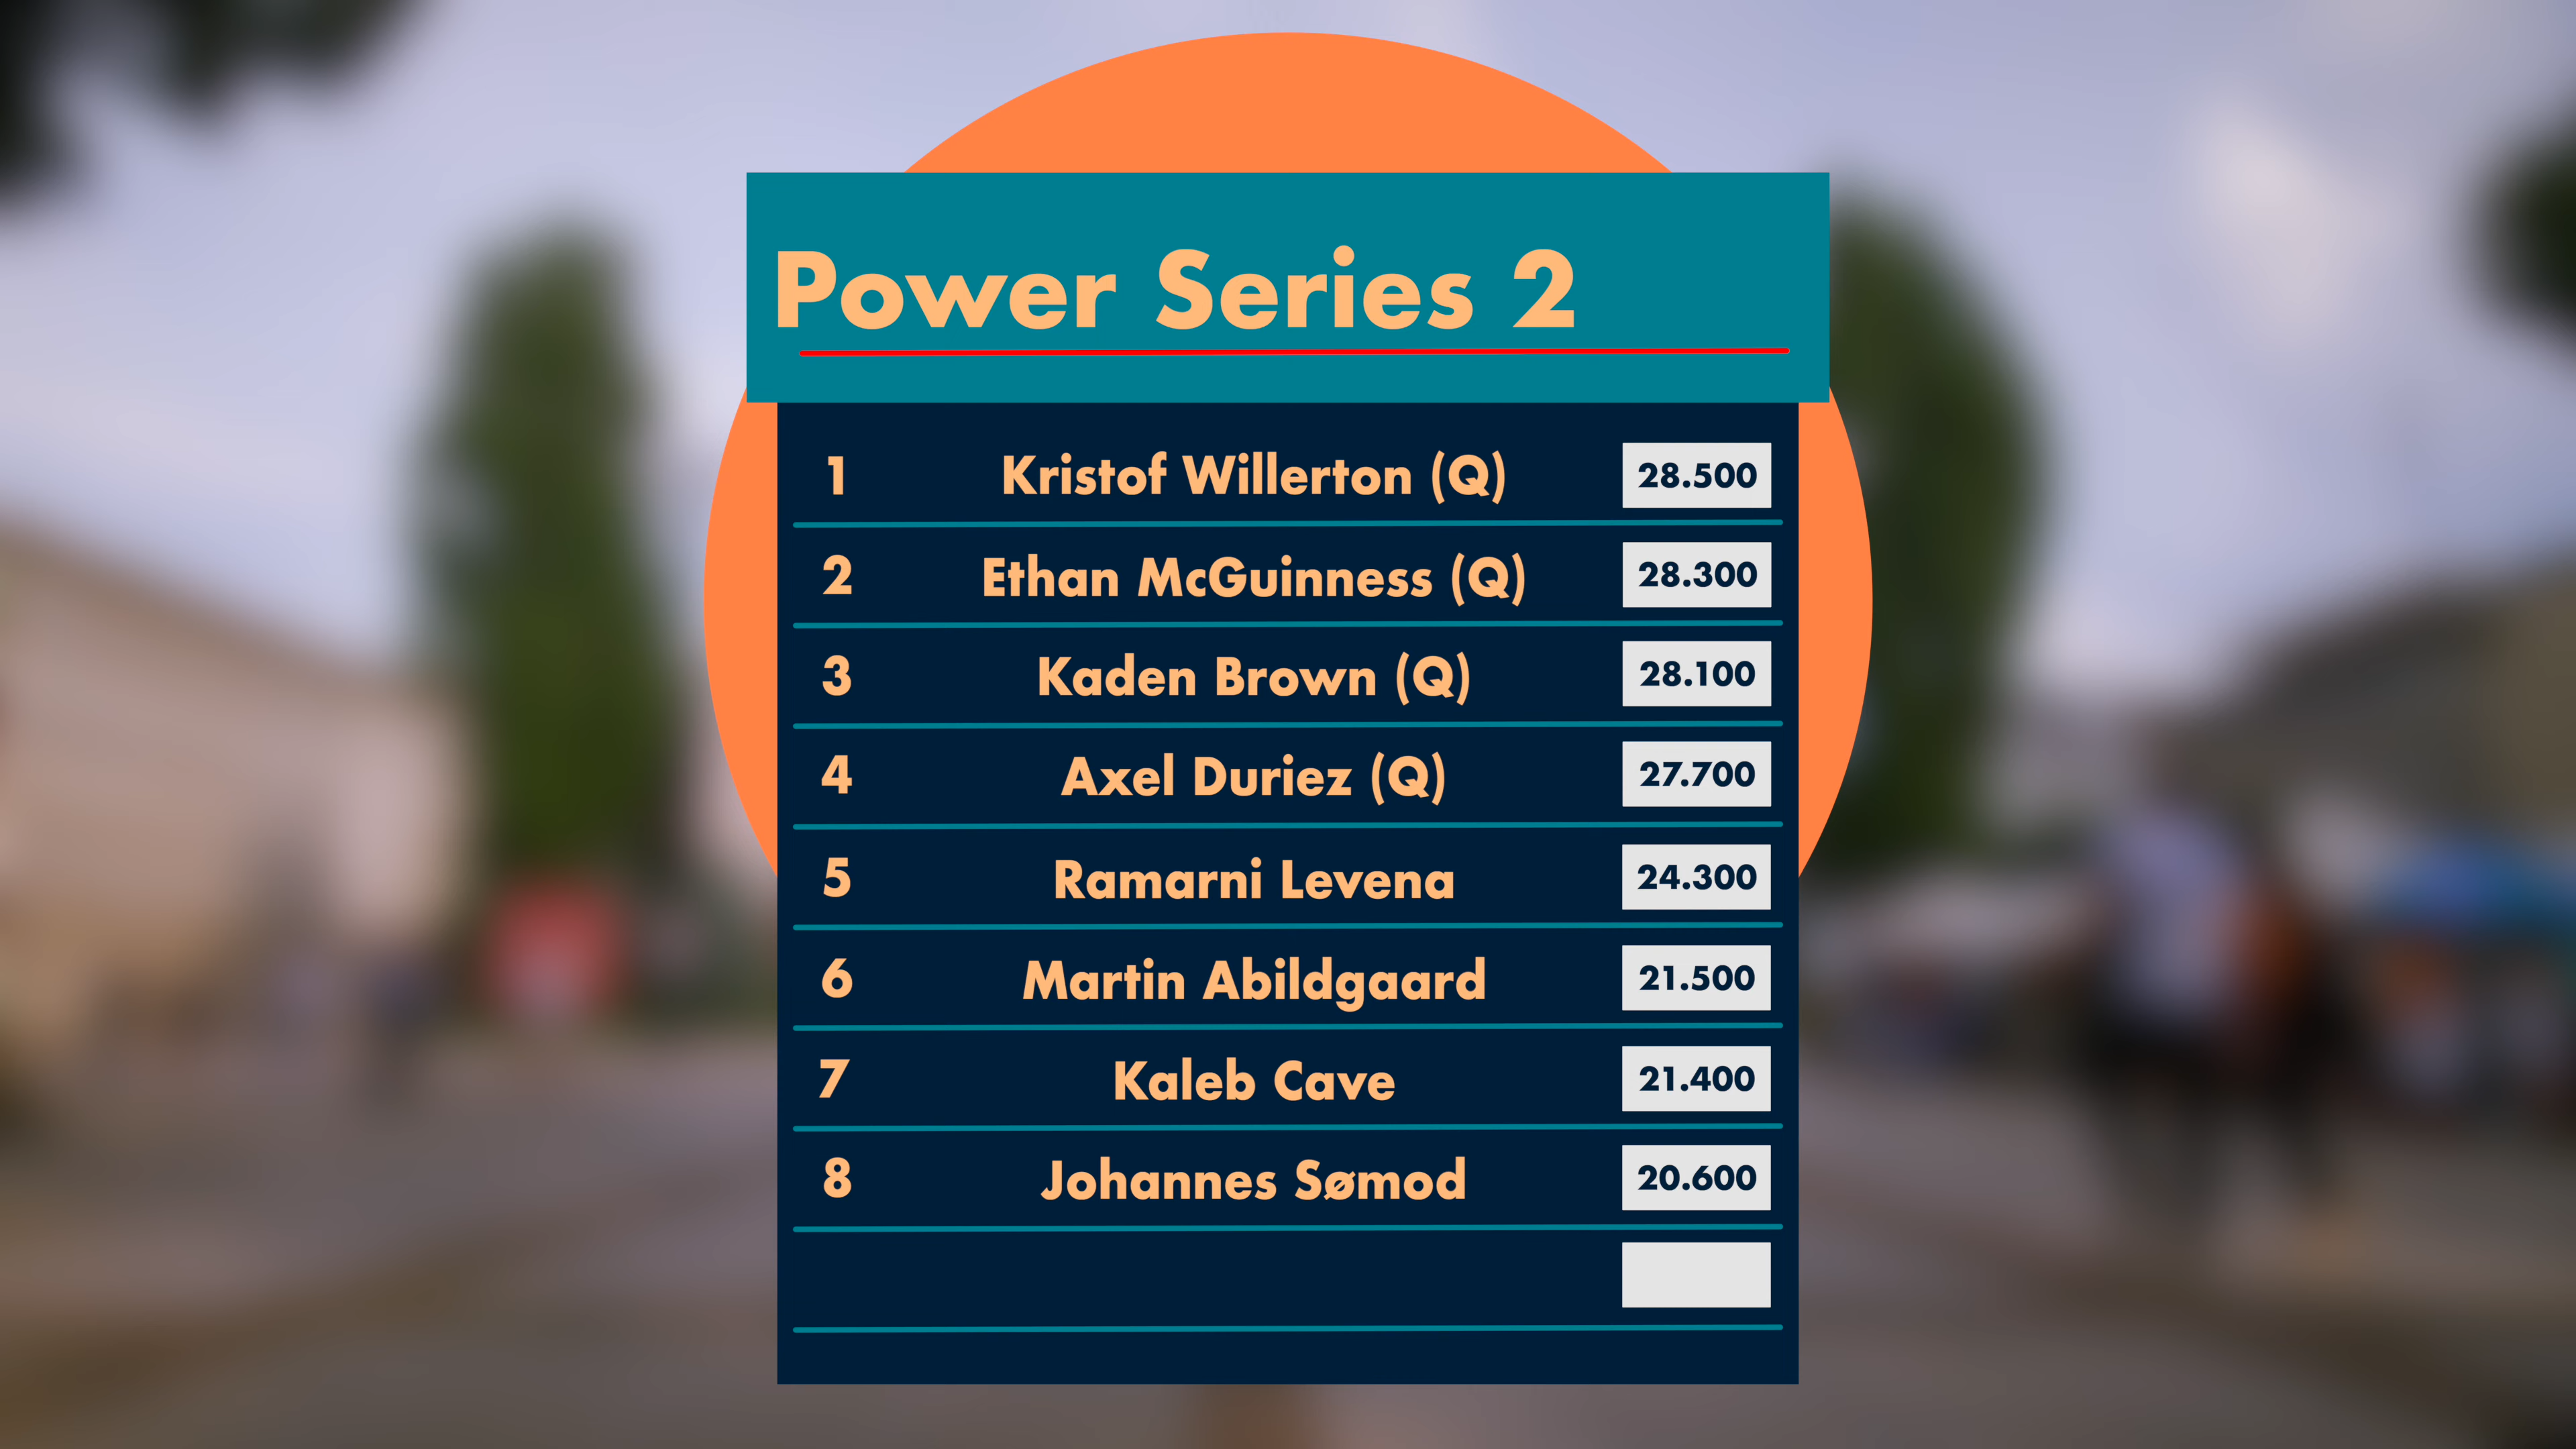 Power Series 2
1 Kristof Willerton (Q) 28.500
2 Ethan McGuinness (Q) 28.300
3 Kaden Brown (Q) 28.100
4 Axel Duriez (Q) 27.700
5 Ramarni Levena 24.300
6 Martin Abildgaard 21.500
7 Kaleb Cave 21.400
8 Johannes Sømod 20.600